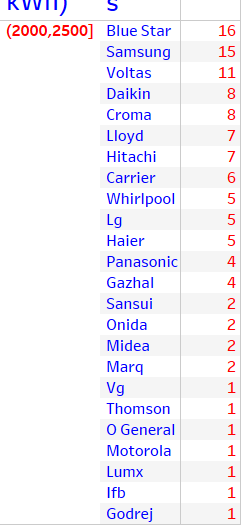 kWh) s
(2000,2500] Blue Star 16
Samsung 15
Voltas 11
Daikin 8
Croma 8
Lloyd 7
Hitachi 7
Carrier 6
Whirlpool 5
Lg 5
Haier 5
Panasonic 4
Gazhal 4
Sansui 2
Onida 2
Midea 2
Marq 2
Vg 1
Thomson 1
O General 1
Motorola 1
Lumx 1
Ifb 1
Godrej 1